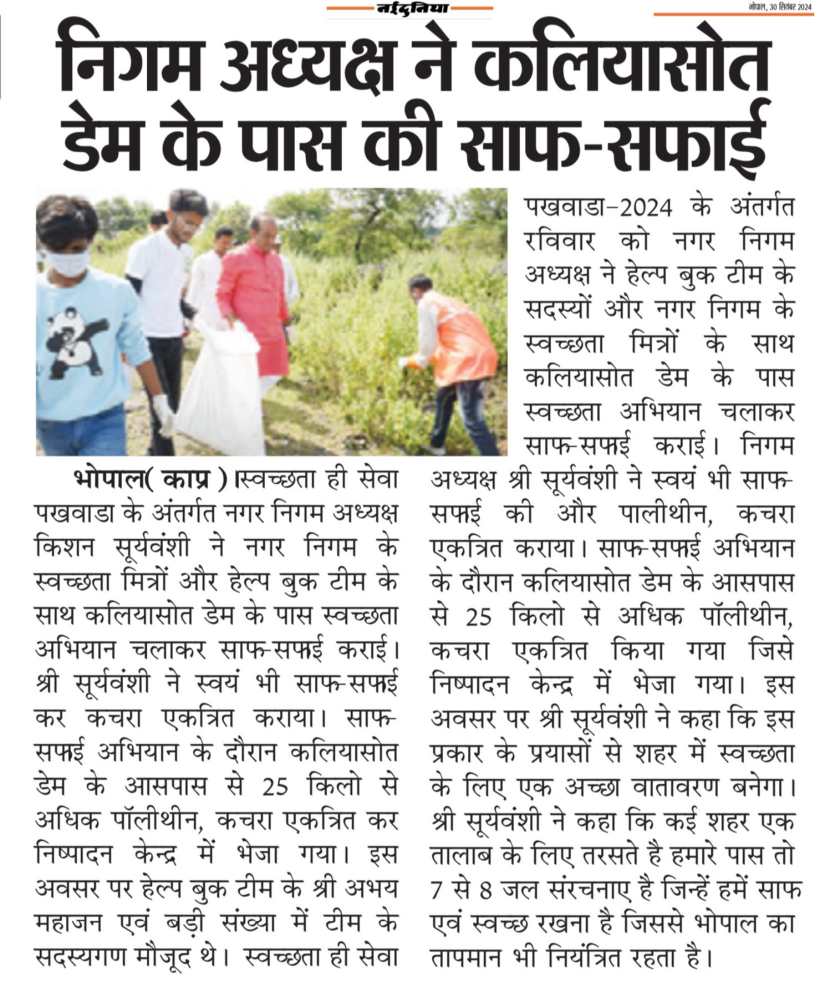 नईदुनिया
भोपाल, 30 सितंबर 2024
निगम अध्यक्ष ने कलियासोत
डेम के पास की साफ-सफाई
भोपाल( काप्र )।स्वच्छता ही सेवा
पखवाडा के अंतर्गत नगर निगम अध्यक्ष
किशन सूर्यवंशी ने नगर निगम के
स्वच्छता मित्रों और हेल्प बुक टीम के
साथ कलियासोत डेम के पास स्वच्छता
अभियान चलाकर साफ-सफाई कराई।
श्री सूर्यवंशी ने स्वयं भी साफ-सफाई
कर कचरा एकत्रित कराया। साफ-
सफाई अभियान के दौरान कलियासोत
डेम के आसपास से 25 किलो से
अधिक पॉलीथीन, कचरा एकत्रित कर
निष्पादन केन्द्र में भेजा गया। इस
अवसर पर हेल्प बुक टीम के श्री अभय
महाजन एवं बड़ी संख्या में टीम के
सदस्यगण मौजूद थे। स्वच्छता ही सेवा
पखवाडा-2024 के अंतर्गत
रविवार को नगर निगम
अध्यक्ष ने हेल्प बुक टीम के
सदस्यों और नगर निगम के
स्वच्छता मित्रों के साथ
कलियासोत डेम के पास
स्वच्छता अभियान चलाकर
साफ-सफाई कराई। निगम
अध्यक्ष श्री सूर्यवंशी ने स्वयं भी साफ-
सफाई की और पालीथीन, कचरा
एकत्रित कराया। साफ-सफाई अभियान
के दौरान कलियासोत डेम के आसपास
से 25 किलो से अधिक पॉलीथीन,
कचरा एकत्रित किया गया जिसे
निष्पादन केन्द्र में भेजा गया। इस
अवसर पर श्री सूर्यवंशी ने कहा कि इस
प्रकार के प्रयासों से शहर में स्वच्छता
के लिए एक अच्छा वातावरण बनेगा।
श्री सूर्यवंशी ने कहा कि कई शहर एक
तालाब के लिए तरसते है हमारे पास तो
7 से 8 जल संरचनाए है जिन्हें हमें साफ
एवं स्वच्छ रखना है जिससे भोपाल का
तापमान भी नियंत्रित रहता है।